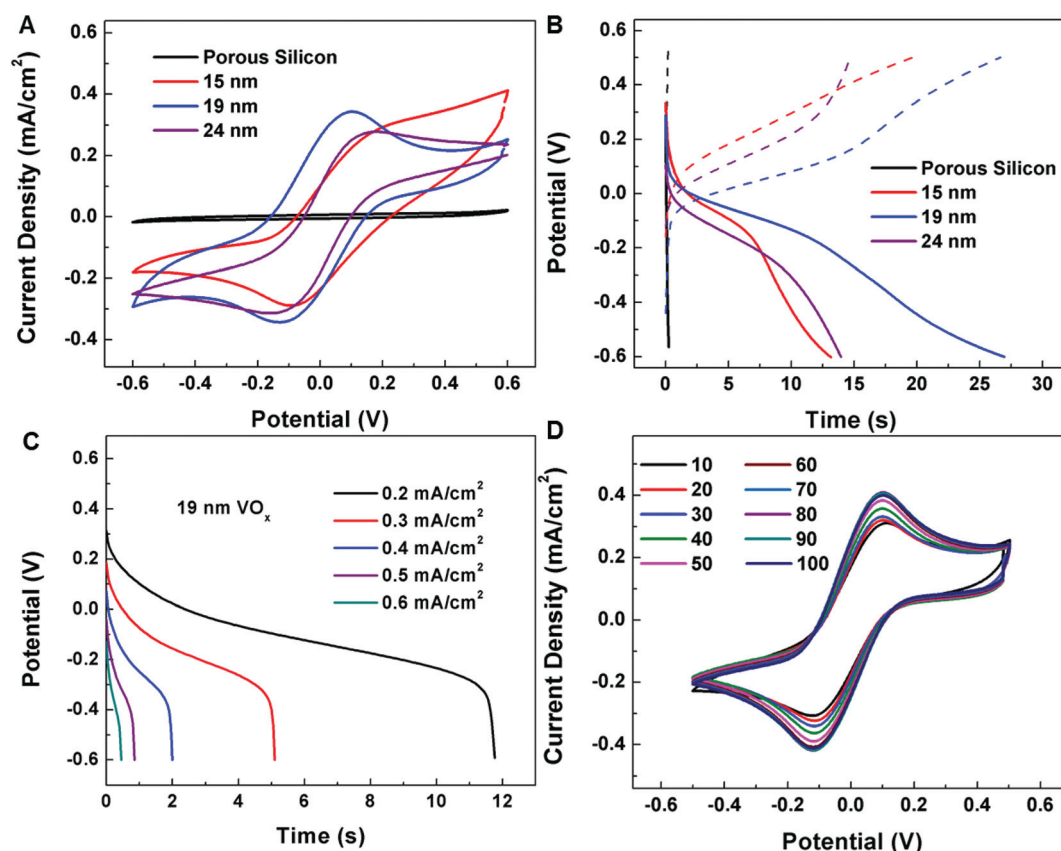 A
Current Density (mA/cm²)
0.6
0.4
0.2
0.0
-0.2
-0.4
Porous Silicon
15 nm
19 nm
24 nm
-0.6 -0.4 -0.2 0.0 0.2 0.4 0.6
Potential (V)
B
Potential (V)
0.6
0.4
0.2
0.0
-0.2
-0.4
-0.6
Porous Silicon
15 nm
19 nm
24 nm
0 5 10 15 20 25 30
Time (s)
C
Potential (V)
0.6
0.4
0.2
0.0
-0.2
-0.4
-0.6
19 nm VOₓ
0.2 mA/cm²
0.3 mA/cm²
0.4 mA/cm²
0.5 mA/cm²
0.6 mA/cm²
0 2 4 6 8 10 12
Time (s)
D
Current Density (mA/cm²)
0.4
0.2
0.0
-0.2
-0.4
10 60
20 70
30 80
40 90
50 100
-0.6 -0.4 -0.2 0.0 0.2 0.4 0.6
Potential (V)